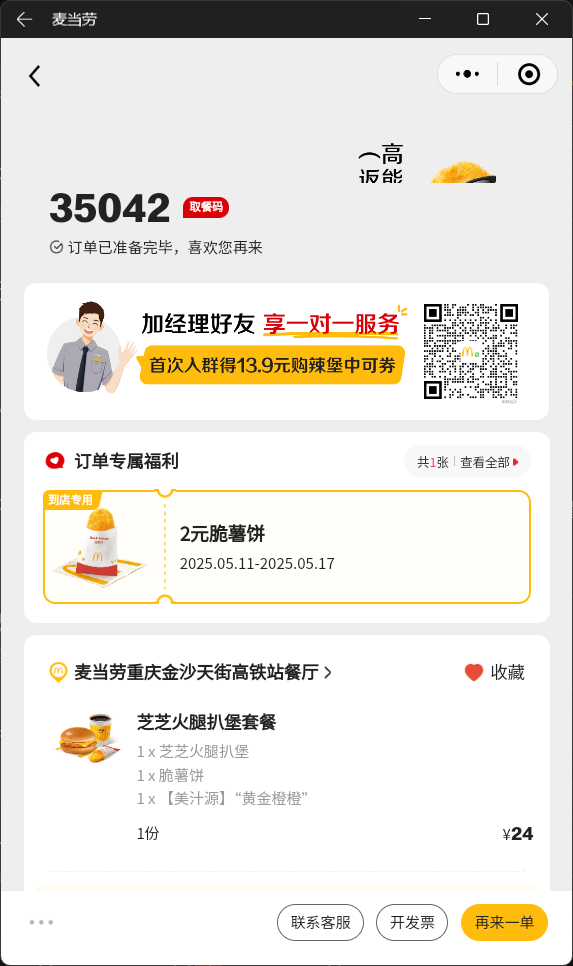 麦当劳
高
返能
35042 取餐码
订单已准备完毕，喜欢您再来
加经理好友 享一对一服务
首次入群得13.9元购辣堡中可券
订单专属福利
共1张 查看全部
到店专用
2元脆薯饼
2025.05.11-2025.05.17
麦当劳重庆金沙天街高铁站餐厅
收藏
芝芝火腿扒堡套餐
1 x 芝芝火腿扒堡
1 x 脆薯饼
1 x 【美汁源】“黄金橙橙”
1份
¥24
联系客服 开发票 再来一单